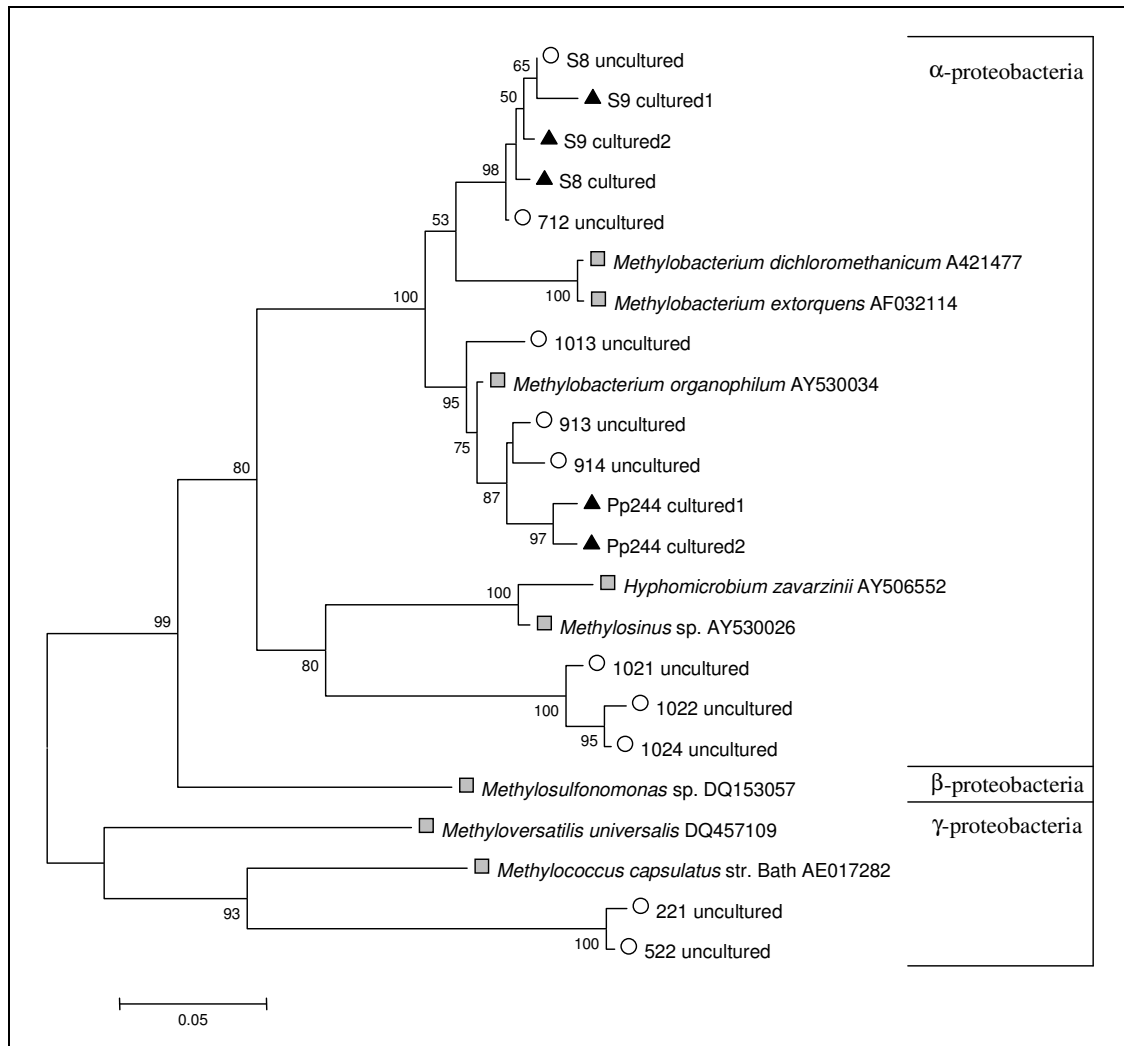 65 S8 uncultured α-proteobacteria
50 S9 cultured1
S9 cultured2
98 S8 cultured
53 712 uncultured
Methylobacterium dichloromethanicum A421477
100 100 Methylobacterium extorquens AF032114
1013 uncultured
95 Methylobacterium organophilum AY530034
75 913 uncultured
80 87 914 uncultured
Pp244 cultured1
97 Pp244 cultured2
100 Hyphomicrobium zavarzinii AY506552
99 Methylosinus sp. AY530026
80 1021 uncultured
100 1022 uncultured
95 1024 uncultured
Methylosulfonomonas sp. DQ153057 β-proteobacteria
Methyloversatilis universalis DQ457109 γ-proteobacteria
Methylococcus capsulatus str. Bath AE017282
93 221 uncultured
100 522 uncultured
0.05